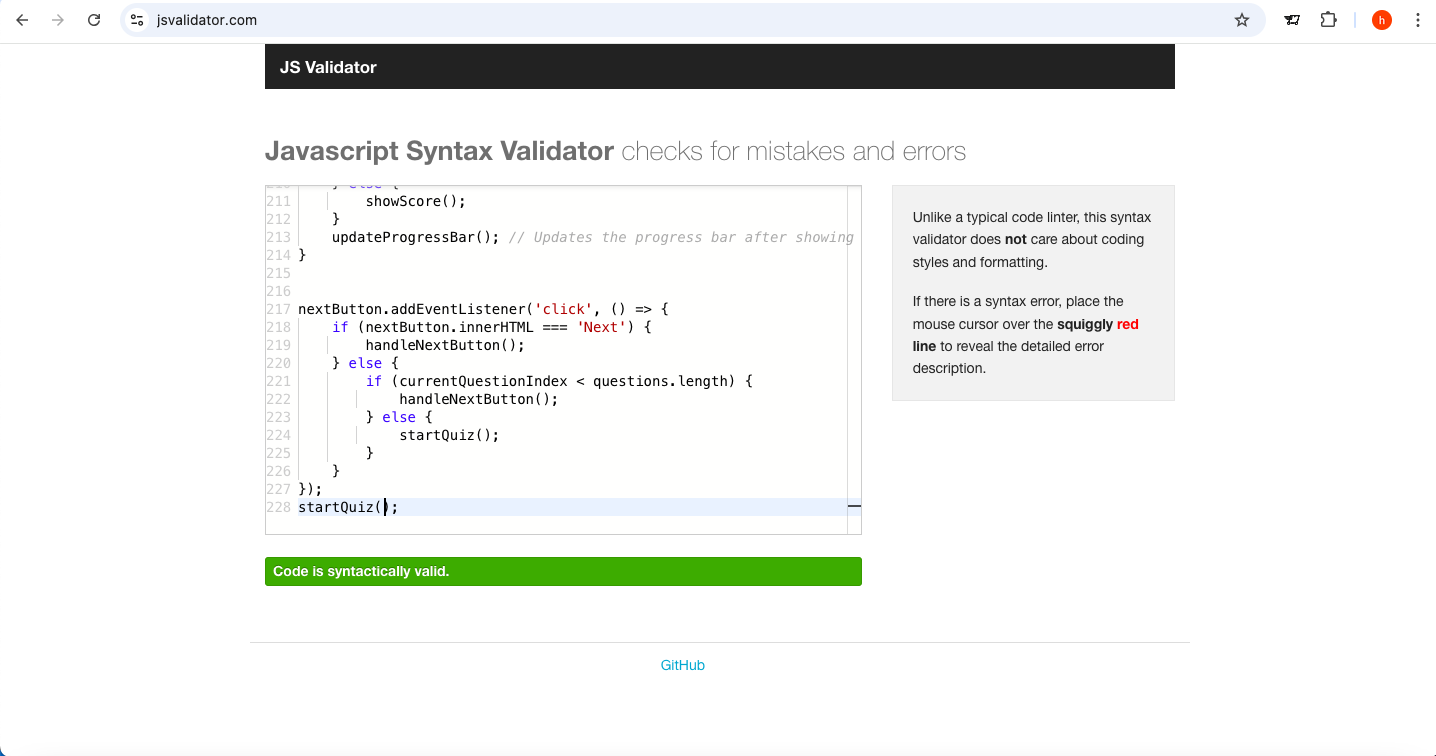 jsvalidator.com
h
JS Validator
Javascript Syntax Validator checks for mistakes and errors
210 } else {
211 showScore();
212 }
213 updateProgressBar(); // Updates the progress bar after showing
214 }
215
216
217 nextButton.addEventListener('click', () => {
218 if (nextButton.innerHTML === 'Next') {
219 handleNextButton();
220 } else {
221 if (currentQuestionIndex < questions.length) {
222 handleNextButton();
223 } else {
224 startQuiz();
225 }
226 }
227 });
228 startQuiz();
Code is syntactically valid.
Unlike a typical code linter, this syntax
validator does not care about coding
styles and formatting.
If there is a syntax error, place the
mouse cursor over the squiggly red
line to reveal the detailed error
description.
GitHub